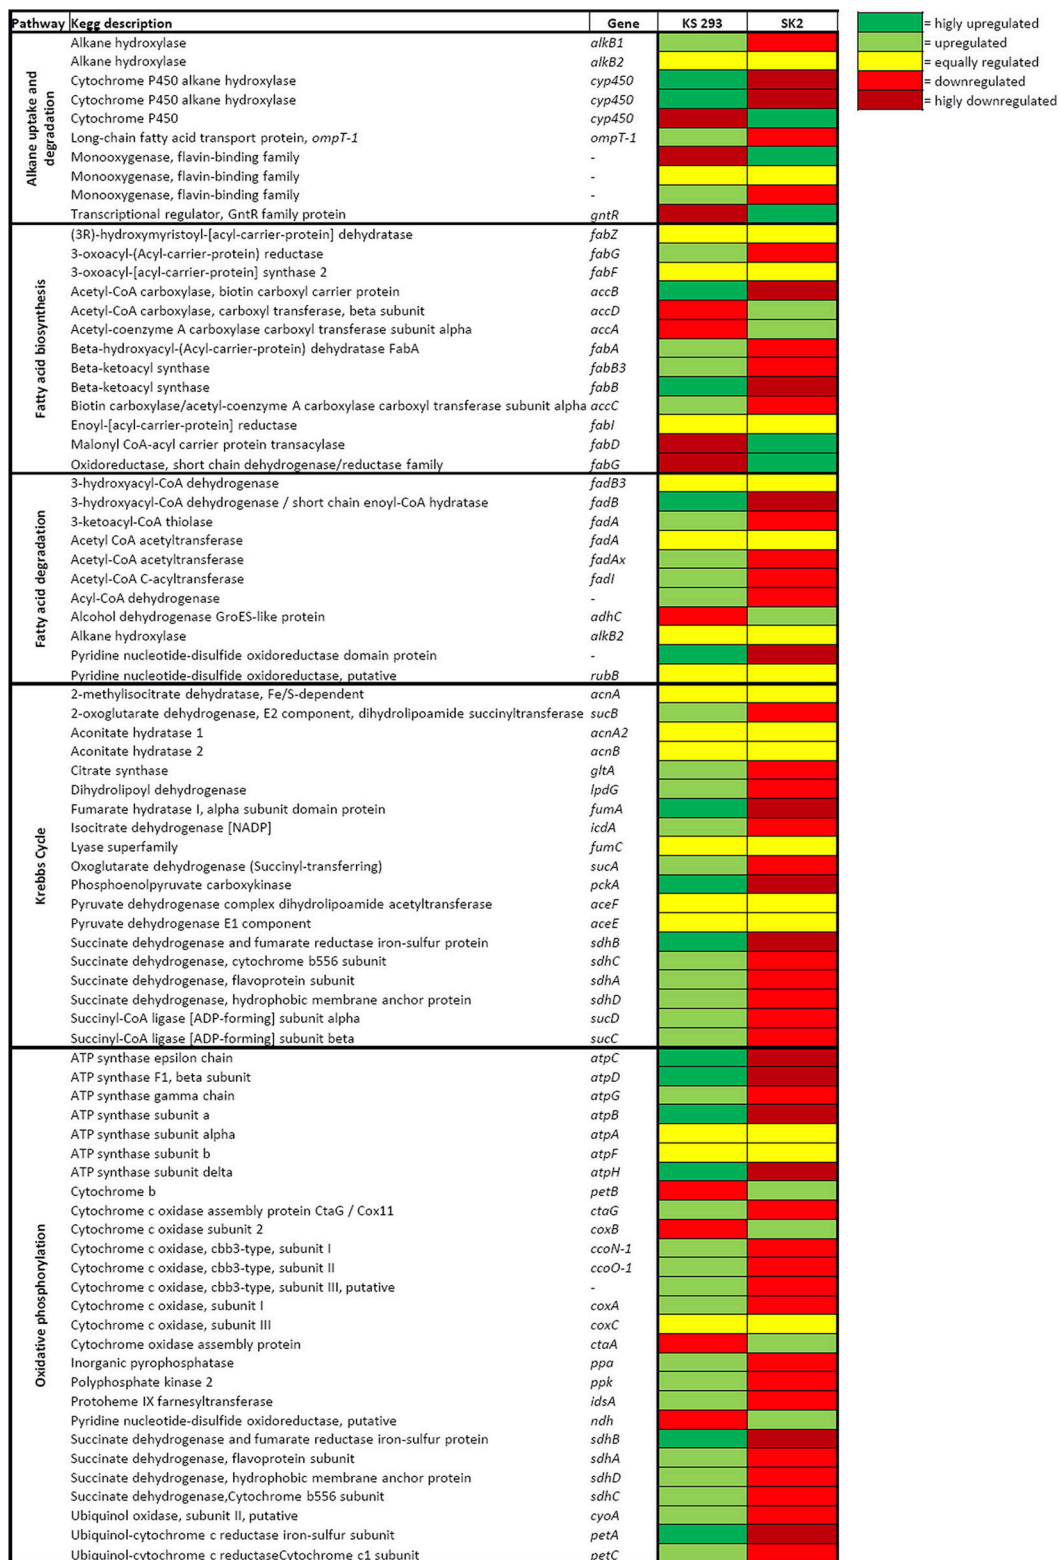 Pathway Kegg description Gene KS 293 SK2
= higly upregulated
= upregulated
= equally regulated
= downregulated
= higly downregulated
Alkane uptake and degradation
Alkane hydroxylase alkB1
Alkane hydroxylase alkB2
Cytochrome P450 alkane hydroxylase cyp450
Cytochrome P450 alkane hydroxylase cyp450
Cytochrome P450 cyp450
Long-chain fatty acid transport protein, ompT-1 ompT-1
Monooxygenase, flavin-binding family -
Monooxygenase, flavin-binding family -
Monooxygenase, flavin-binding family -
Transcriptional regulator, GntR family protein gntR
Fatty acid biosynthesis
(3R)-hydroxymyristoyl-[acyl-carrier-protein] dehydratase fabZ
3-oxoacyl-(Acyl-carrier-protein) reductase fabG
3-oxoacyl-[acyl-carrier-protein] synthase 2 fabF
Acetyl-CoA carboxylase, biotin carboxyl carrier protein accB
Acetyl-CoA carboxylase, carboxyl transferase, beta subunit accD
Acetyl-coenzyme A carboxylase carboxyl transferase subunit alpha accA
Beta-hydroxyacyl-(Acyl-carrier-protein) dehydratase FabA fabA
Beta-ketoacyl synthase fabB3
Beta-ketoacyl synthase fabB
Biotin carboxylase/acetyl-coenzyme A carboxylase carboxyl transferase subunit alpha accC
Enoyl-[acyl-carrier-protein] reductase fabI
Malonyl CoA-acyl carrier protein transacylase fabD
Oxidoreductase, short chain dehydrogenase/reductase family fabG
Fatty acid degradation
3-hydroxyacyl-CoA dehydrogenase fadB3
3-hydroxyacyl-CoA dehydrogenase / short chain enoyl-CoA hydratase fadB
3-ketoacyl-CoA thiolase fadA
Acetyl CoA acetyltransferase fadA
Acetyl-CoA acetyltransferase fadAx
Acetyl-CoA C-acyltransferase fadI
Acyl-CoA dehydrogenase -
Alcohol dehydrogenase GroES-like protein adhC
Alkane hydroxylase alkB2
Pyridine nucleotide-disulfide oxidoreductase domain protein -
Pyridine nucleotide-disulfide oxidoreductase, putative rubB
Krebbs Cycle
2-methylisocitrate dehydratase, Fe/S-dependent acnA
2-oxoglutarate dehydrogenase, E2 component, dihydrolipoamide succinyltransferase sucB
Aconitate hydratase 1 acnA2
Aconitate hydratase 2 acnB
Citrate synthase gltA
Dihydrolipoyl dehydrogenase lpdG
Fumarate hydratase I, alpha subunit domain protein fumA
Isocitrate dehydrogenase [NADP] icdA
Lyase superfamily fumC
Oxoglutarate dehydrogenase (Succinyl-transferring) sucA
Phosphoenolpyruvate carboxykinase pckA
Pyruvate dehydrogenase complex dihydrolipoamide acetyltransferase aceF
Pyruvate dehydrogenase E1 component aceE
Succinate dehydrogenase and fumarate reductase iron-sulfur protein sdhB
Succinate dehydrogenase, cytochrome b556 subunit sdhC
Succinate dehydrogenase, flavoprotein subunit sdhA
Succinate dehydrogenase, hydrophobic membrane anchor protein sdhD
Succinyl-CoA ligase [ADP-forming] subunit alpha sucD
Succinyl-CoA ligase [ADP-forming] subunit beta sucC
Oxidative phosphorylation
ATP synthase epsilon chain atpC
ATP synthase F1, beta subunit atpD
ATP synthase gamma chain atpG
ATP synthase subunit a atpB
ATP synthase subunit alpha atpA
ATP synthase subunit b atpF
ATP synthase subunit delta atpH
Cytochrome b petB
Cytochrome c oxidase assembly protein CtaG / Cox11 ctaG
Cytochrome c oxidase subunit 2 coxB
Cytochrome c oxidase, cbb3-type, subunit I ccoN-1
Cytochrome c oxidase, cbb3-type, subunit II ccoO-1
Cytochrome c oxidase, cbb3-type, subunit III, putative -
Cytochrome c oxidase, subunit I coxA
Cytochrome c oxidase, subunit III coxC
Cytochrome oxidase assembly protein ctaA
Inorganic pyrophosphatase ppa
Polyphosphate kinase 2 ppk
Protoheme IX farnesyltransferase idsA
Pyridine nucleotide-disulfide oxidoreductase, putative ndh
Succinate dehydrogenase and fumarate reductase iron-sulfur protein sdhB
Succinate dehydrogenase, flavoprotein subunit sdhA
Succinate dehydrogenase, hydrophobic membrane anchor protein sdhD
Succinate dehydrogenase,Cytochrome b556 subunit sdhC
Ubiquinol oxidase, subunit II, putative cyoA
Ubiquinol-cytochrome c reductase iron-sulfur subunit petA
Ubiquinol-cytochrome c reductaseCytochrome c1 subunit petC